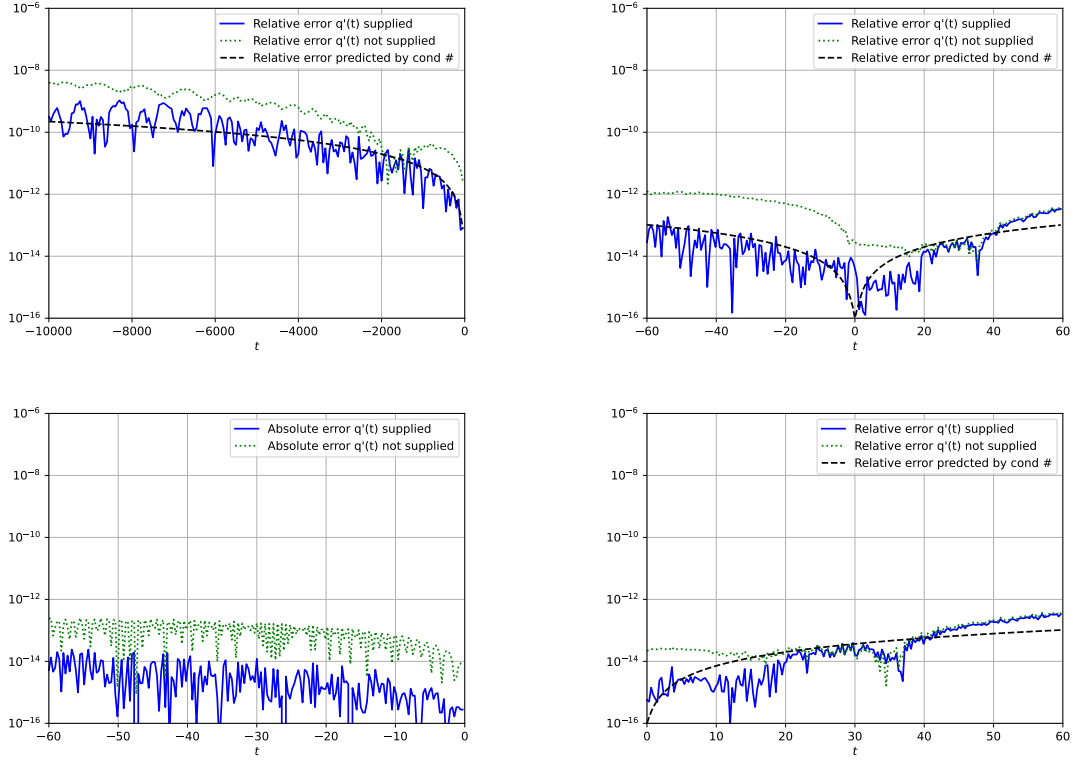 10⁻⁶
10⁻⁸
10⁻¹⁰
10⁻¹²
10⁻¹⁴
10⁻¹⁶
Relative error q'(t) supplied
Relative error q'(t) not supplied
Relative error predicted by cond #
−10000 −8000 −6000 −4000 −2000 0
t
10⁻⁶
10⁻⁸
10⁻¹⁰
10⁻¹²
10⁻¹⁴
10⁻¹⁶
Relative error q'(t) supplied
Relative error q'(t) not supplied
Relative error predicted by cond #
−60 −40 −20 0 20 40 60
t
10⁻⁶
10⁻⁸
10⁻¹⁰
10⁻¹²
10⁻¹⁴
10⁻¹⁶
Absolute error q'(t) supplied
Absolute error q'(t) not supplied
−60 −50 −40 −30 −20 −10 0
t
10⁻⁶
10⁻⁸
10⁻¹⁰
10⁻¹²
10⁻¹⁴
10⁻¹⁶
Relative error q'(t) supplied
Relative error q'(t) not supplied
Relative error predcted by cond #
0 10 20 30 40 50 60
t